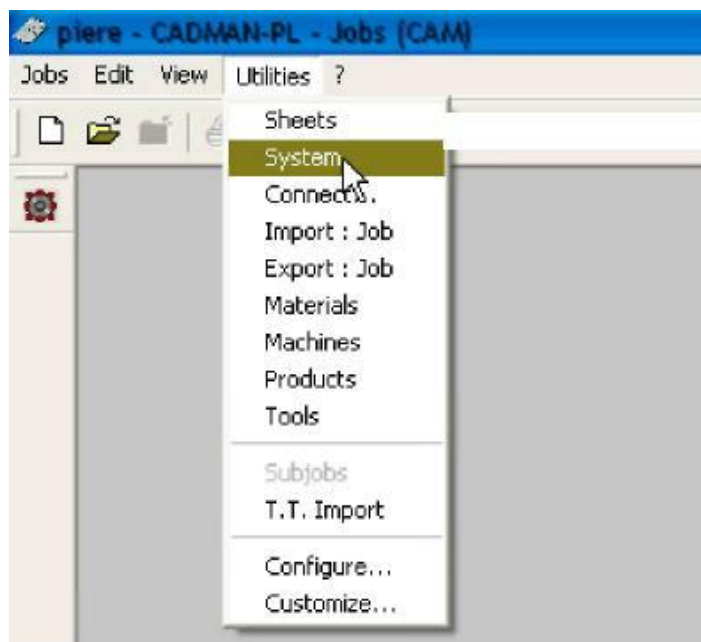 piere - CADMAN-PL - Jobs (CAM)
Jobs Edit View Utilities ?
Sheets
System
Connect...
Import : Job
Export : Job
Materials
Machines
Products
Tools
Subjobs
T.T. Import
Configure...
Customize...